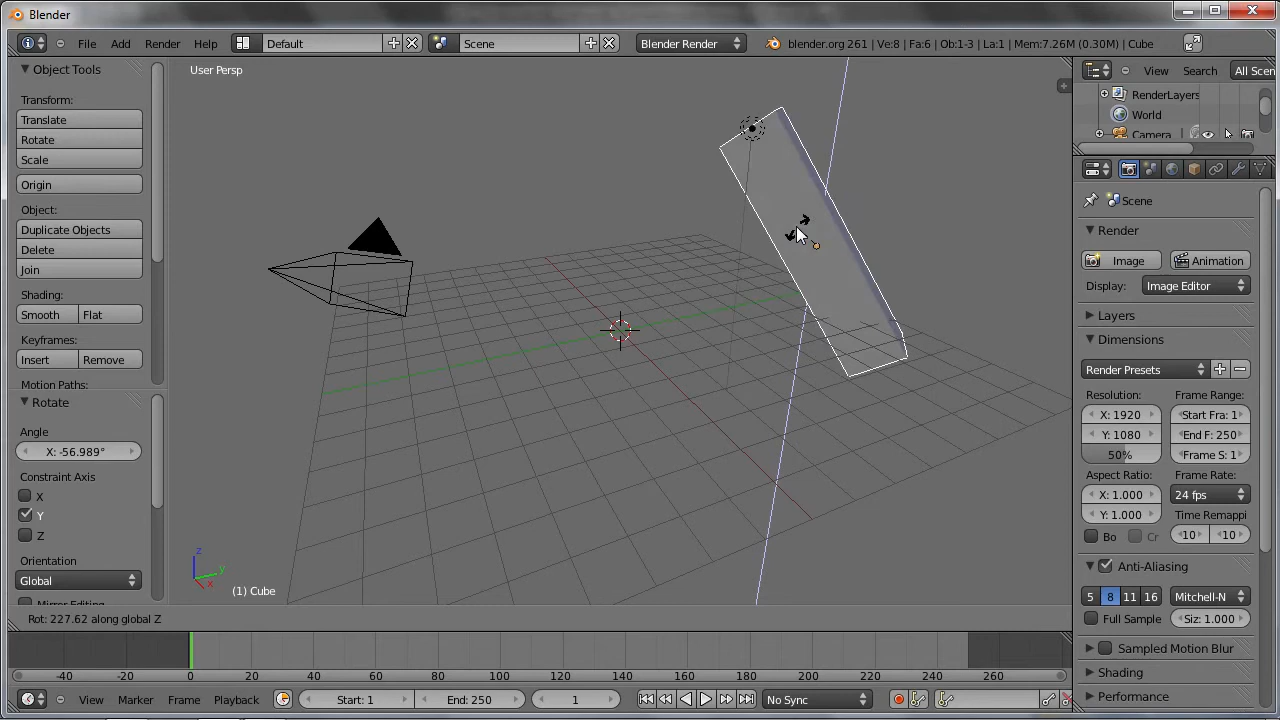 Blender
File Add Render Help Default Scene Blender Render blender.org 261 | Ve:8 | Fa:6 | Ob:1-3 | La:1 | Mem:7.26M (0.30M) | Cube
Object Tools
Transform:
Translate
Rotate
Scale
Origin
Object:
Duplicate Objects
Delete
Join
Shading:
Smooth Flat
Keyframes:
Insert Remove
Motion Paths:
Rotate
Angle
X: -56.989°
Constraint Axis
X
Y
Z
Orientation
Global
User Persp
z
y
x
(1) Cube
Rot: 227.62 along global Z
View Search All Scen
RenderLayers
World
Camera
Scene
Render
Image Animation
Display: Image Editor
Layers
Dimensions
Render Presets
Resolution: Frame Range:
X: 1920 Start Fra: 1
Y: 1080 End F: 250
50% Frame S: 1
Aspect Ratio: Frame Rate:
X: 1.000 24 fps
Y: 1.000 Time Remappi
Bo Cr 10 10
Anti-Aliasing
5 8 11 16 Mitchell-N
Full Sample Siz: 1.000
Sampled Motion Blur
Shading
Performance
-40 -20 0 20 40 60 80 100 120 140 160 180 200 220 240 260
View Marker Frame Playback Start: 1 End: 250 1 No Sync